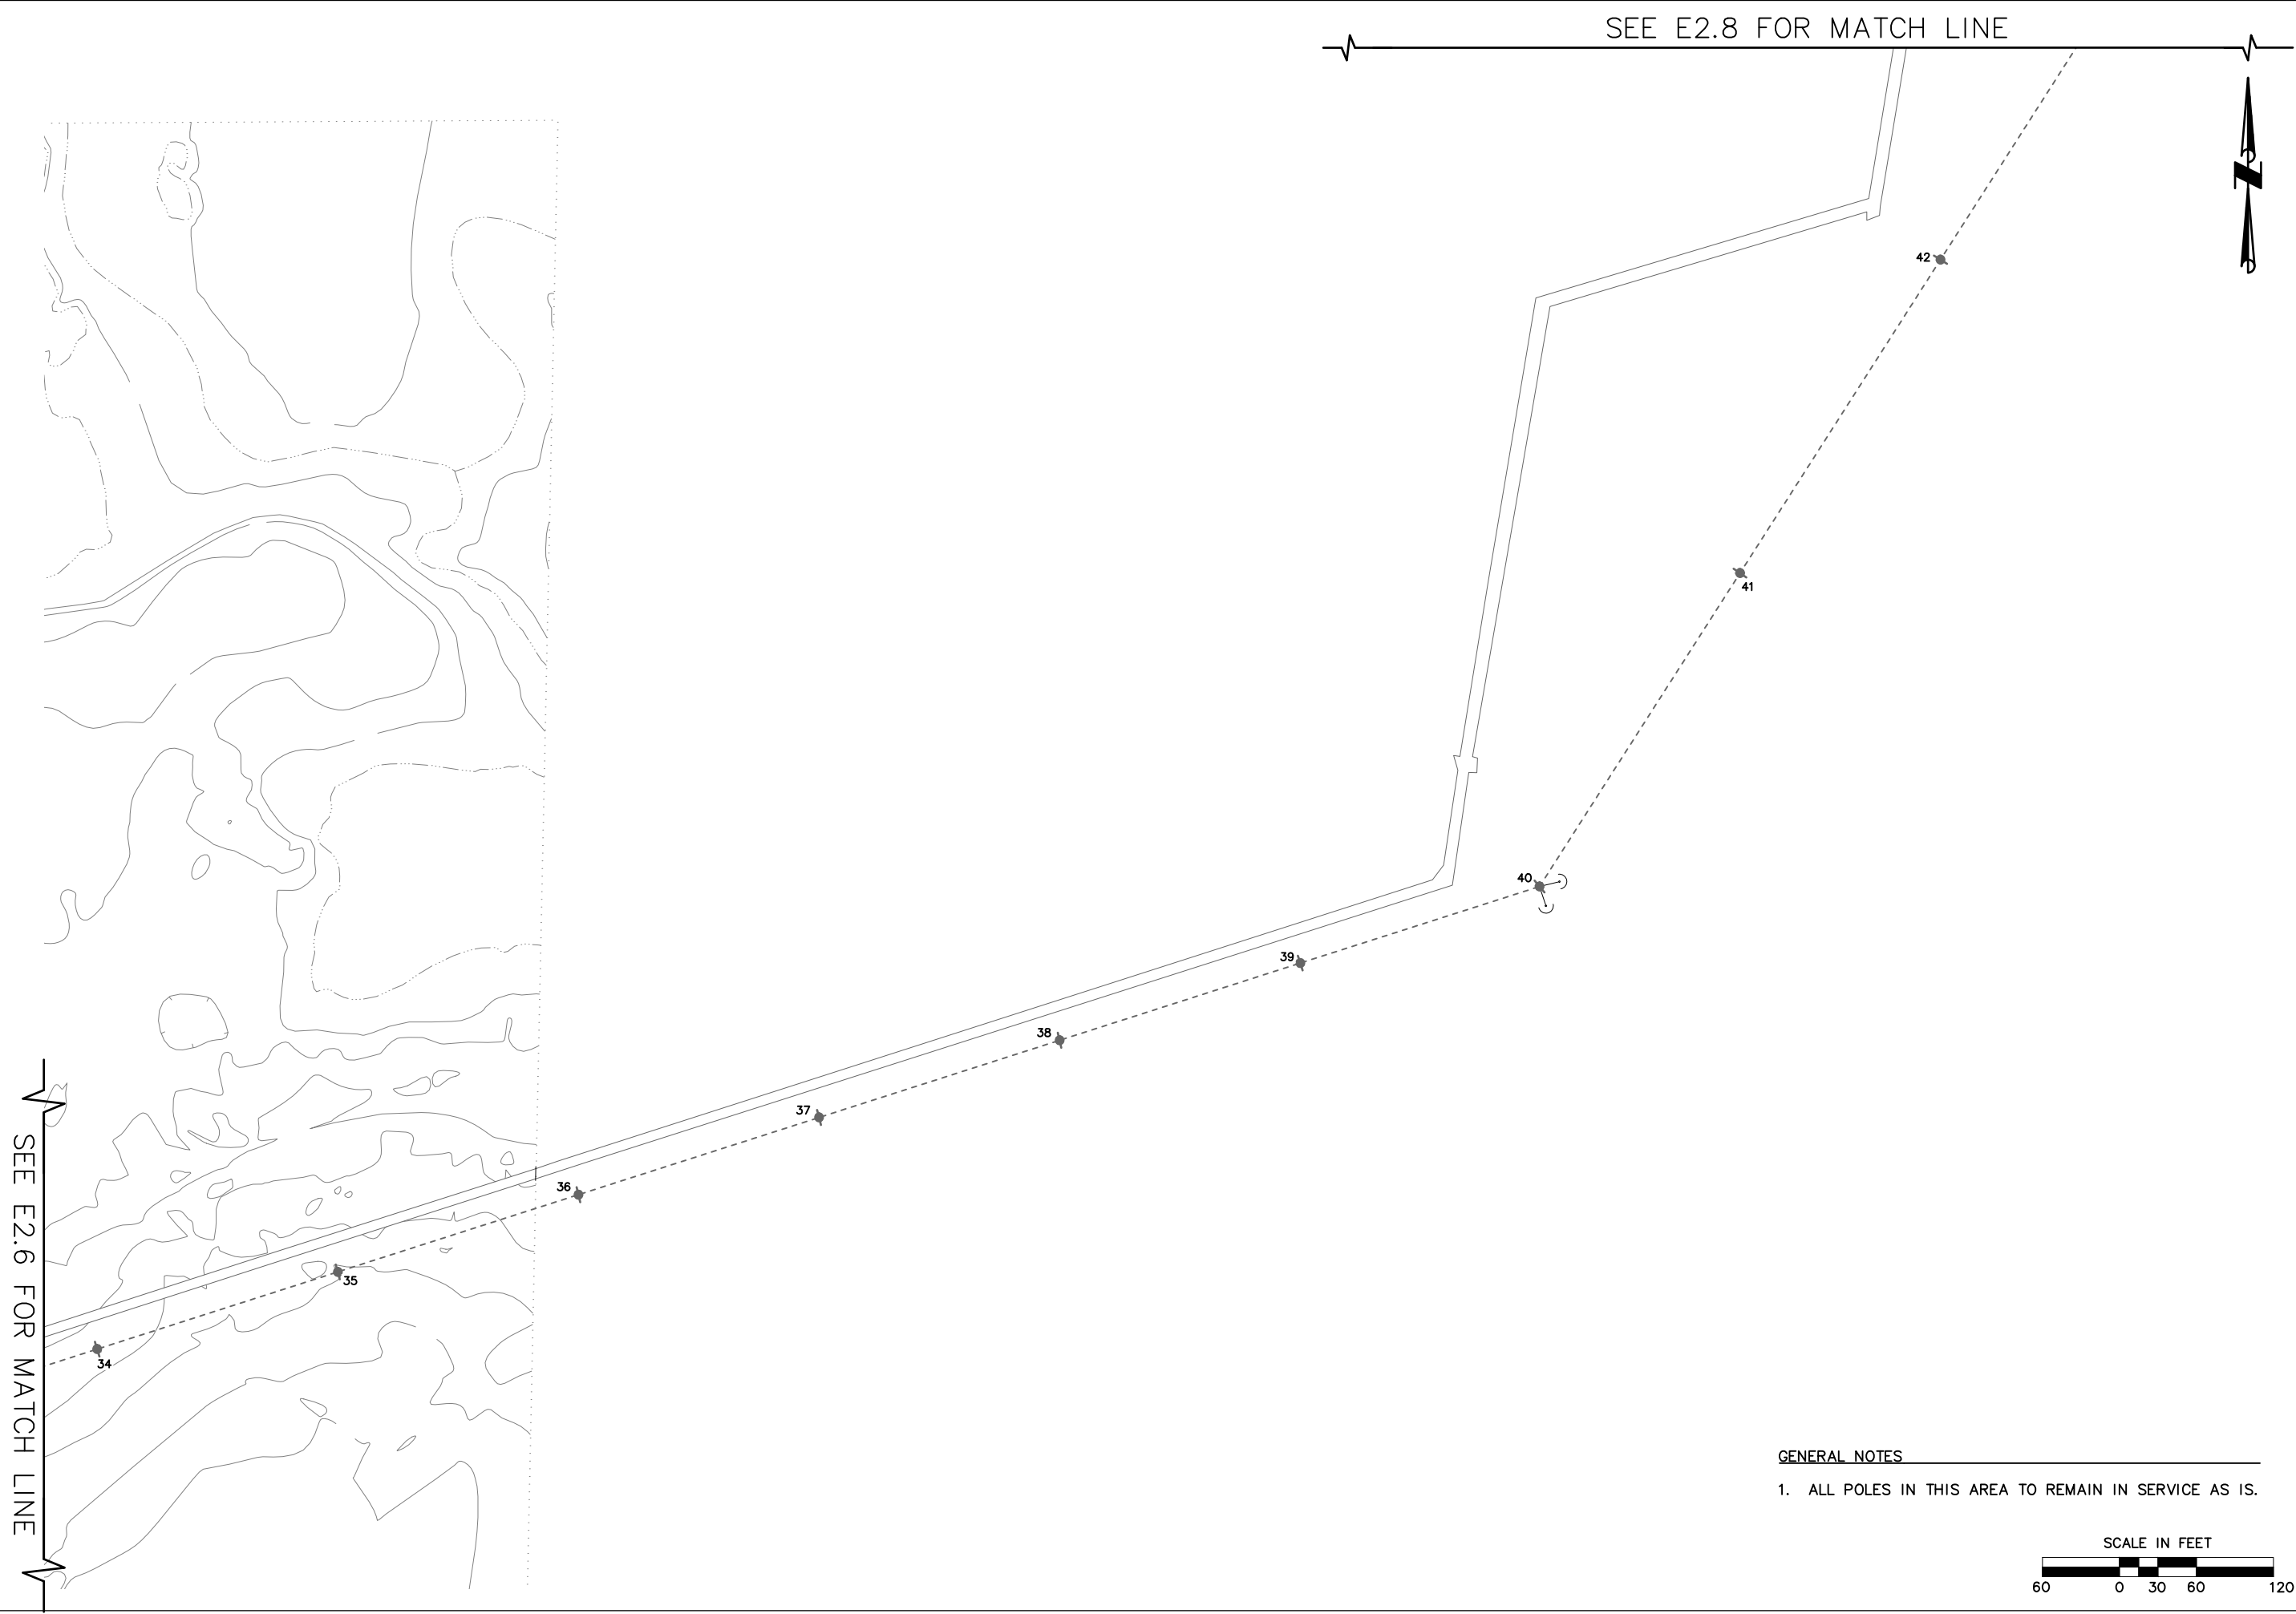 SEE E2.8 FOR MATCH LINE
N
42
41
40
39
38
37
36
35
34
SEE E2.6 FOR MATCH LINE
GENERAL NOTES
1. ALL POLES IN THIS AREA TO REMAIN IN SERVICE AS IS.
SCALE IN FEET
60 0 30 60 120